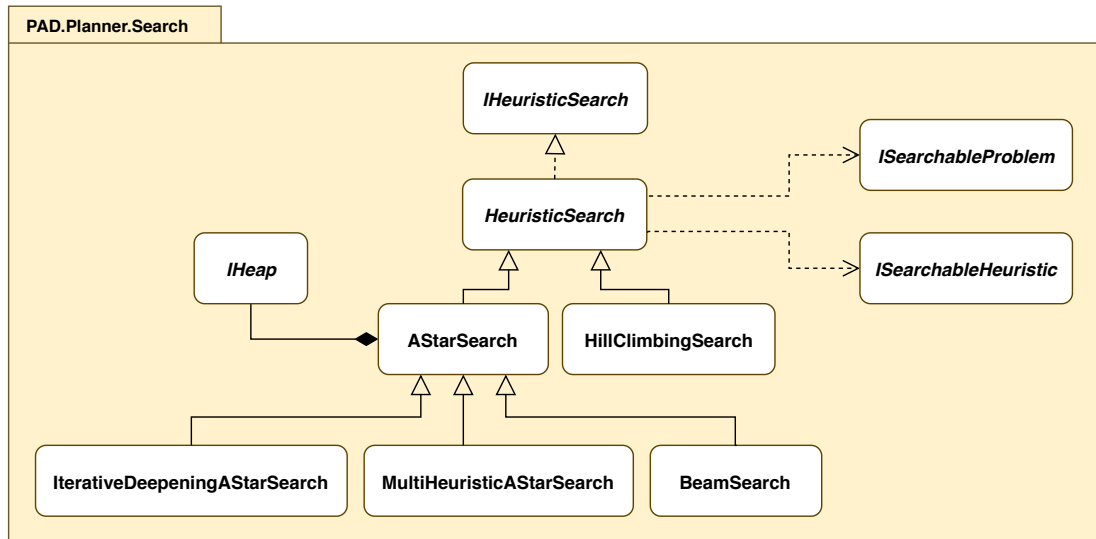 PAD.Planner.Search
IHeuristicSearch
ISearchableProblem
HeuristicSearch
IHeap
ISearchableHeuristic
AStarSearch
HillClimbingSearch
IterativeDeepeningAStarSearch
MultiHeuristicAStarSearch
BeamSearch